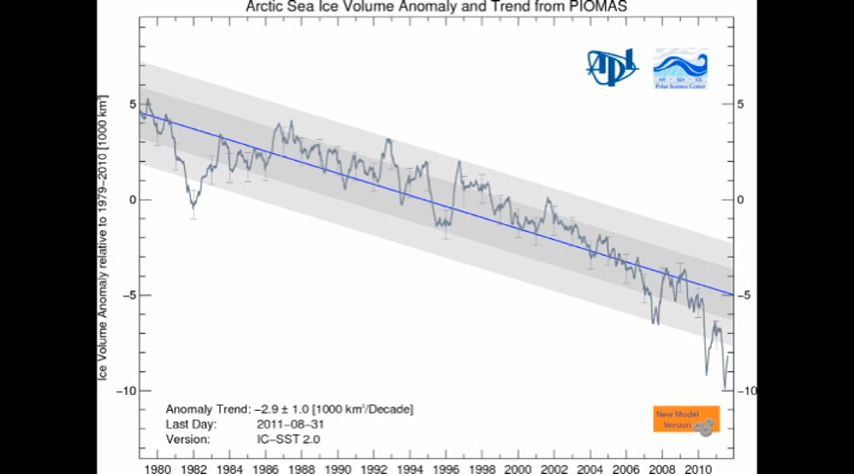 Arctic Sea Ice Volume Anomaly and Trend from PIOMAS
APL
Polar Science Center
Ice Volume Anomaly relative to 1979−2010 [1000 km³]
5
0
−5
−10
5
0
−5
−10
Anomaly Trend: −2.9 ± 1.0 [1000 km³/Decade]
Last Day: 2011−08−31
Version: IC−SST 2.0
New Model
Version
1980 1982 1984 1986 1988 1990 1992 1994 1996 1998 2000 2002 2004 2006 2008 2010